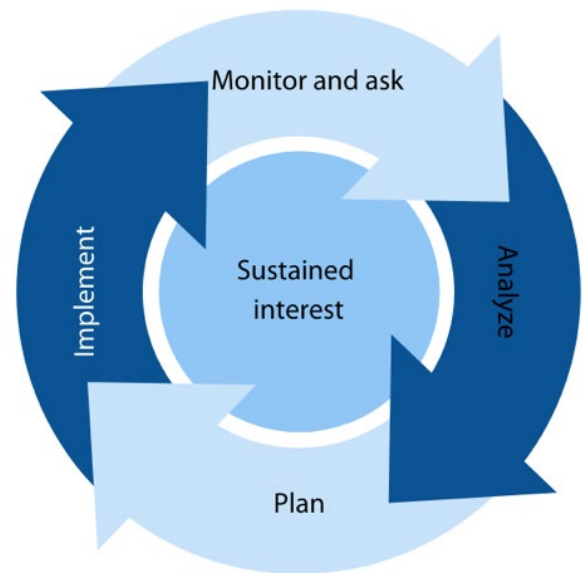 Monitor and ask
Analyze
Plan
Implement
Sustained
interest